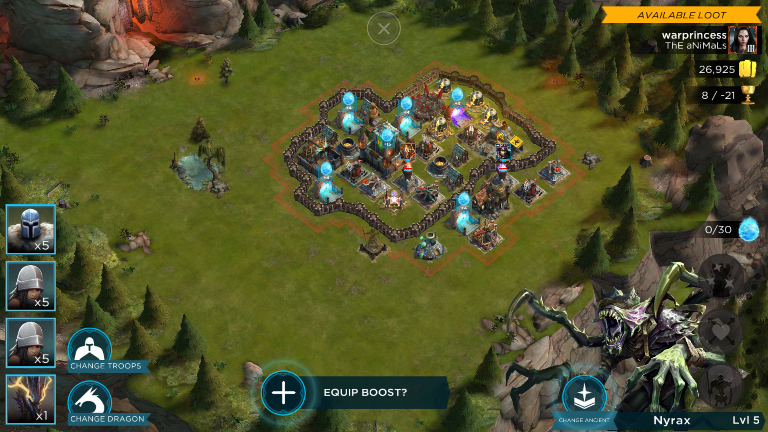 AVAILABLE LOOT
warprincess
ThE aNiMaLs
III
26,925
8 / -21
0/30
x5
x5
x5
x1
CHANGE TROOPS
CHANGE DRAGON
EQUIP BOOST?
CHANGE ANCIENT
Nyrax Lvl 5